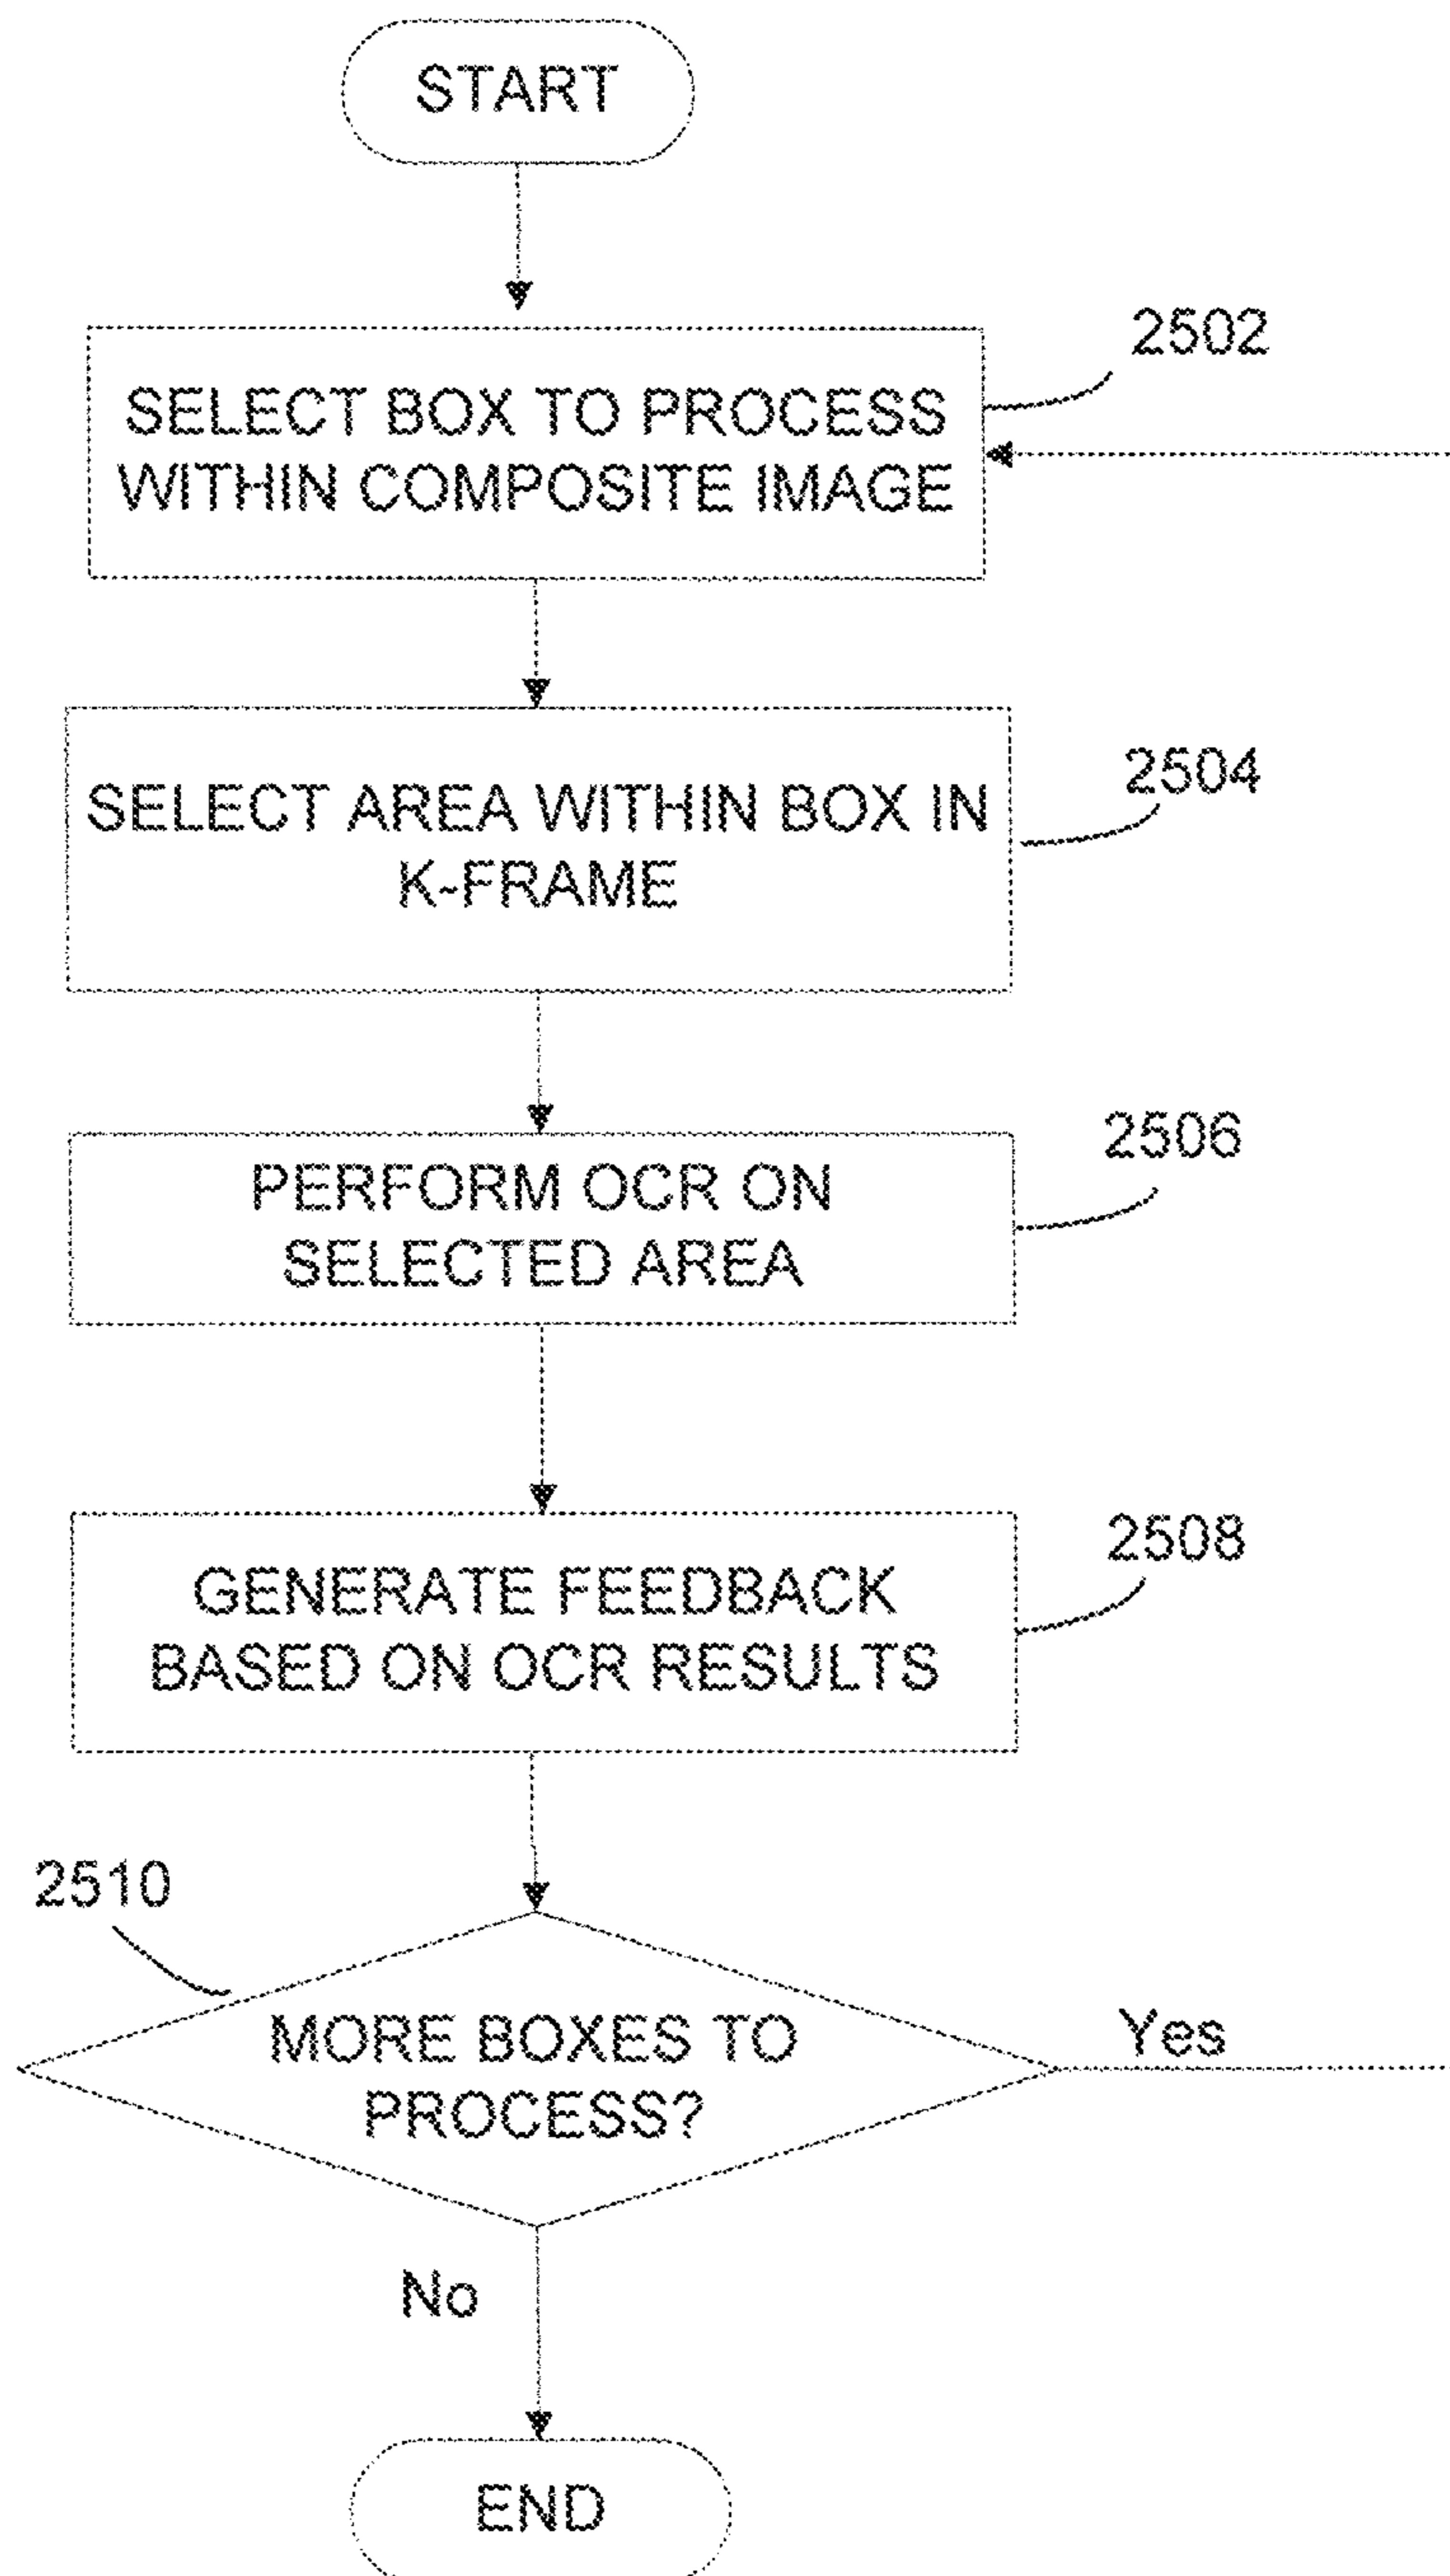 START
2502
SELECT BOX TO PROCESS
WITHIN COMPOSITE IMAGE
2504
SELECT AREA WITHIN BOX IN
K-FRAME
2506
PERFORM OCR ON
SELECTED AREA
2508
GENERATE FEEDBACK
BASED ON OCR RESULTS
2510
MORE BOXES TO
PROCESS?
Yes
No
END